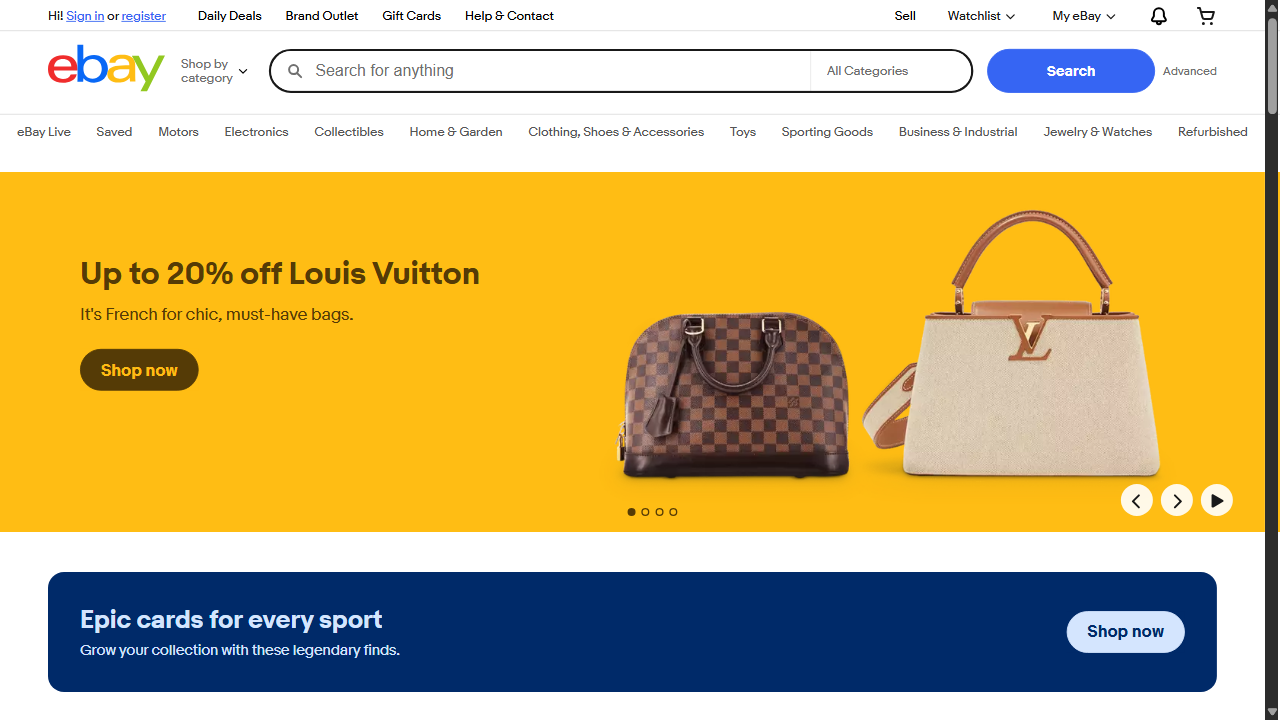 Hi! Sign in or register
Daily Deals
Brand Outlet
Gift Cards
Help & Contact
Sell
Watchlist
My eBay
ebay
Shop by
category
Search for anything
All Categories
Search
Advanced
eBay Live
Saved
Motors
Electronics
Collectibles
Home & Garden
Clothing, Shoes & Accessories
Toys
Sporting Goods
Business & Industrial
Jewelry & Watches
Refurbished
Up to 20% off Louis Vuitton
It's French for chic, must-have bags.
Shop now
LV
Epic cards for every sport
Grow your collection with these legendary finds.
Shop now